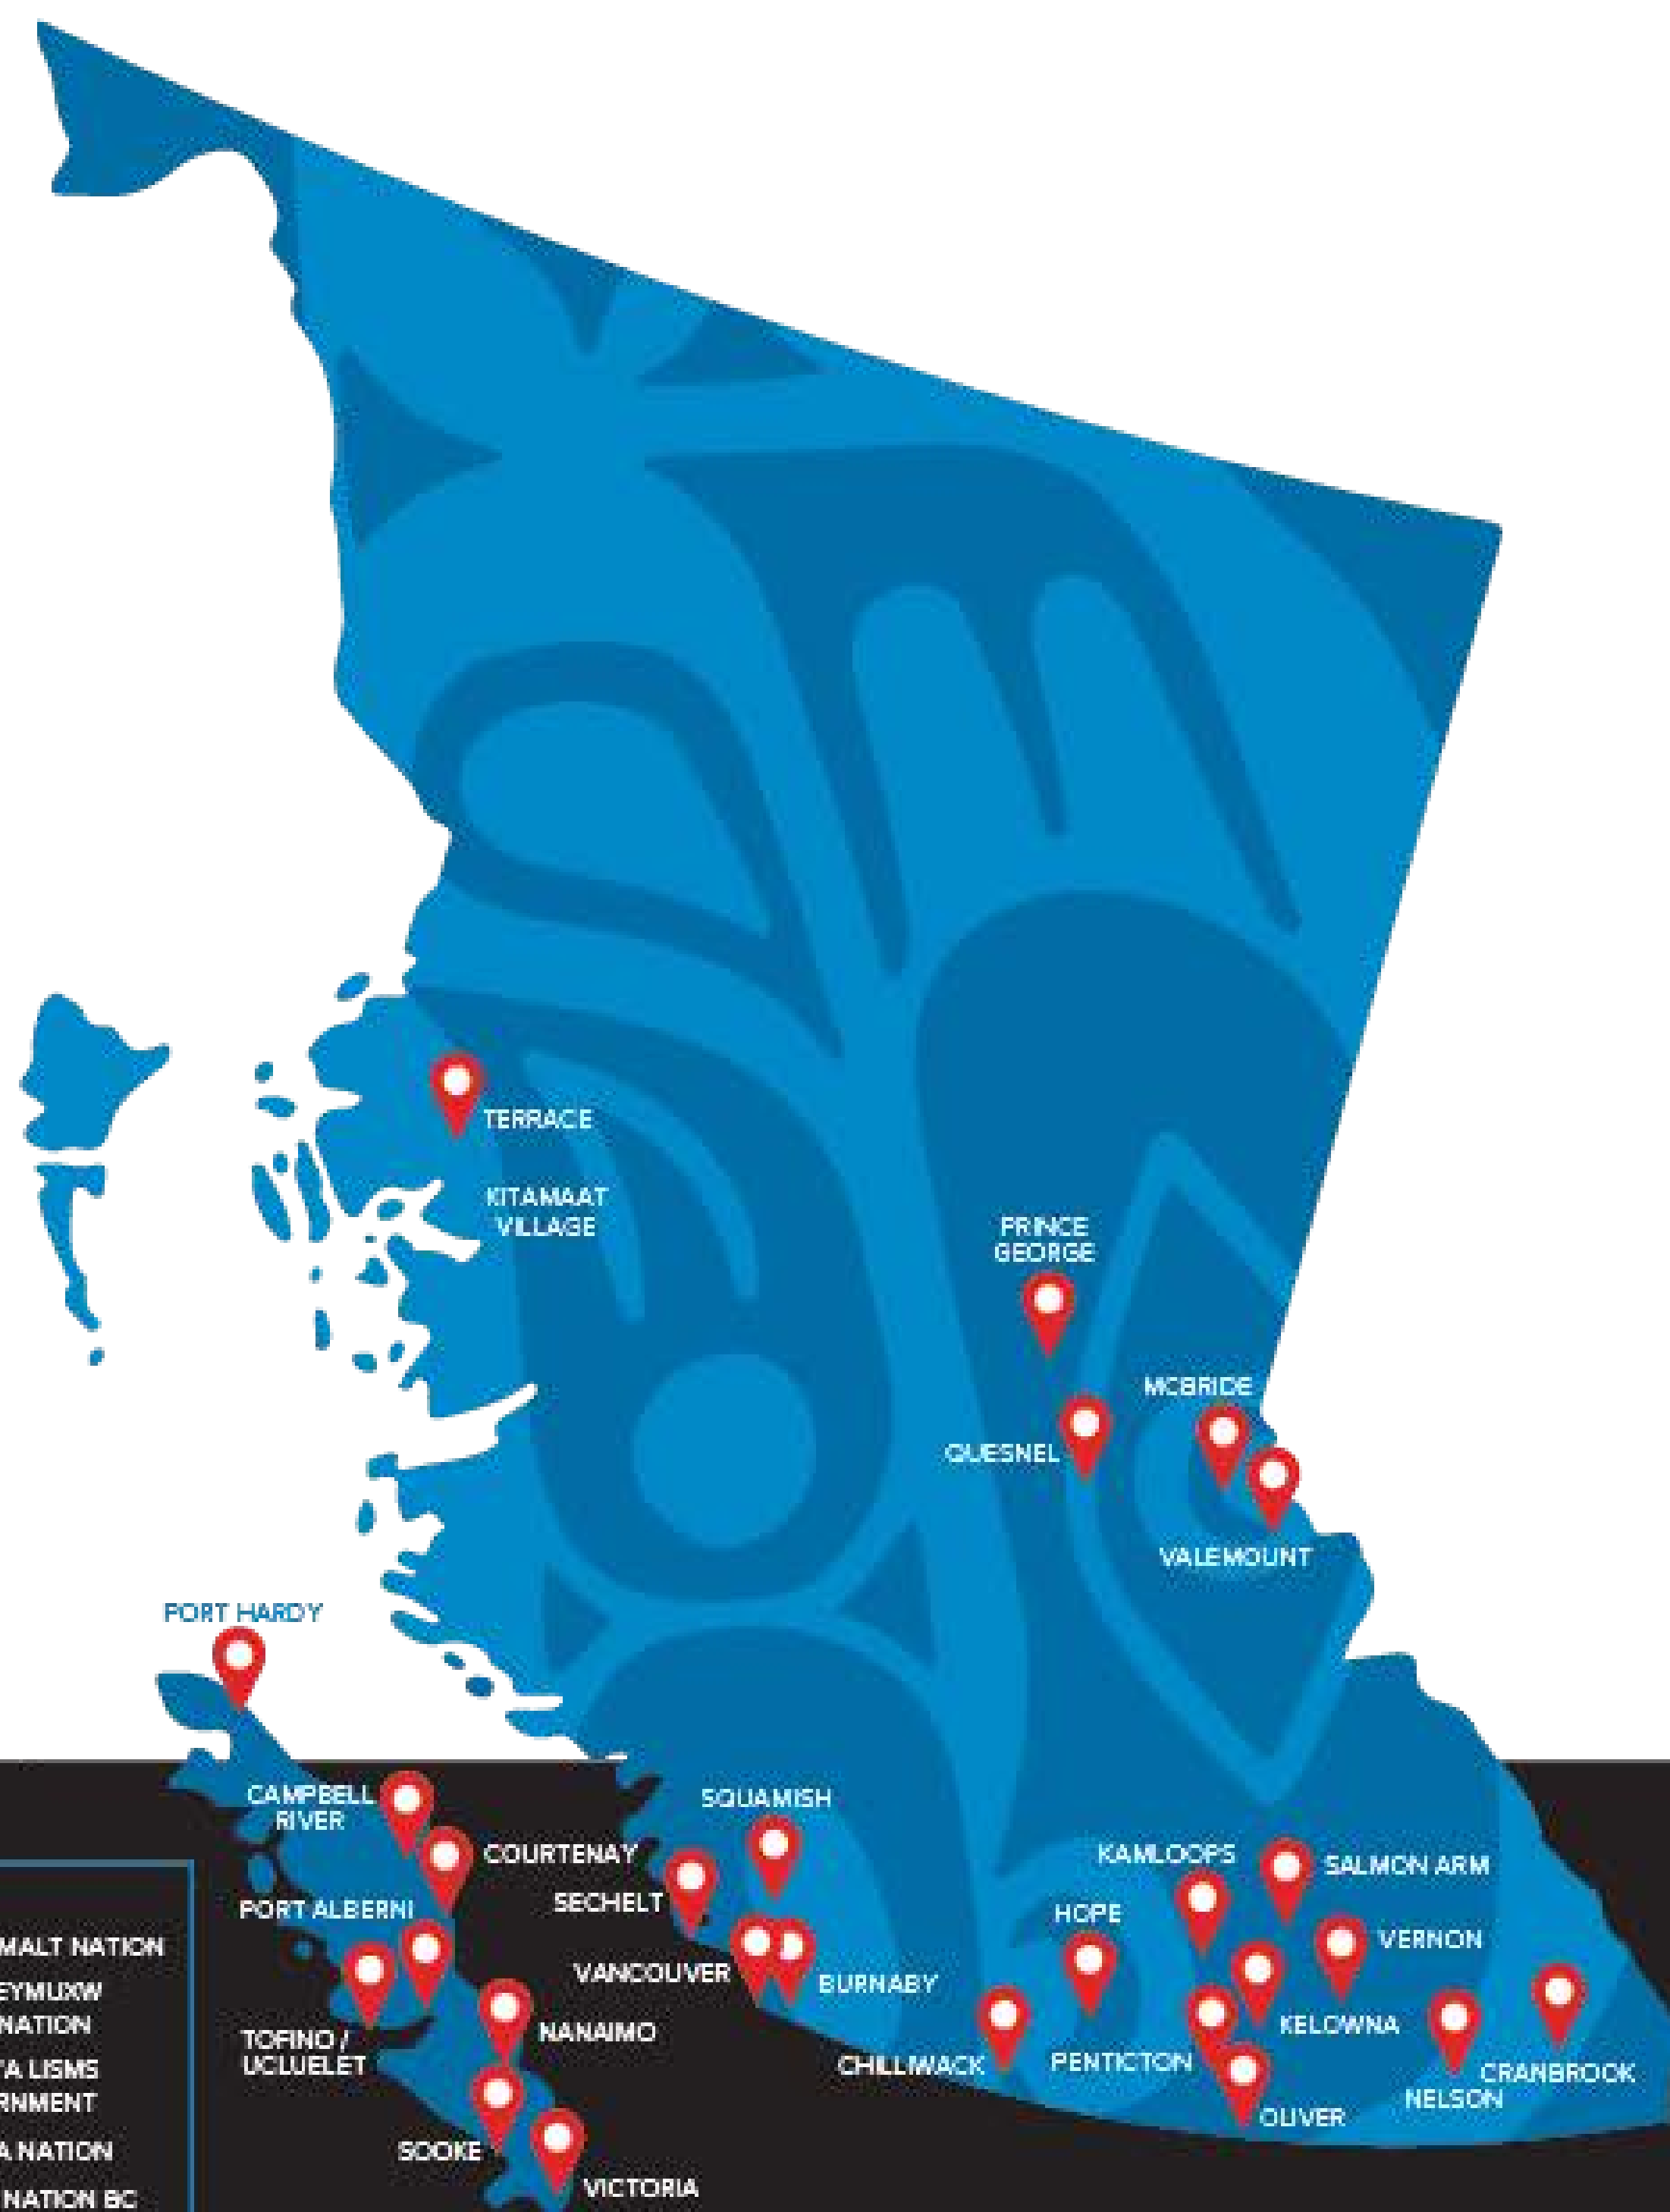 TERRACE
KITAMAAT
VILLAGE
PRINCE
GEORGE
MCBRIDE
QUESNEL
VALEMOUNT
PORT HARDY
CAMPBELL
RIVER
SQUAMISH
COURTENAY
KAMLOOPS
SALMON ARM
SECHELT
PORT ALBERNI
HOPE
VERNON
MALT NATION
VANCOUVER
BURNABY
EYMUXW
NATION
KELOWNA
NANAIMO
TOFINO /
UCLUELET
CHILLIWACK
PENTICTON
A LISMS
RNMENT
CRANBROOK
NELSON
OLIVER
A NATION
SOOKE
VICTORIA
NATION BC